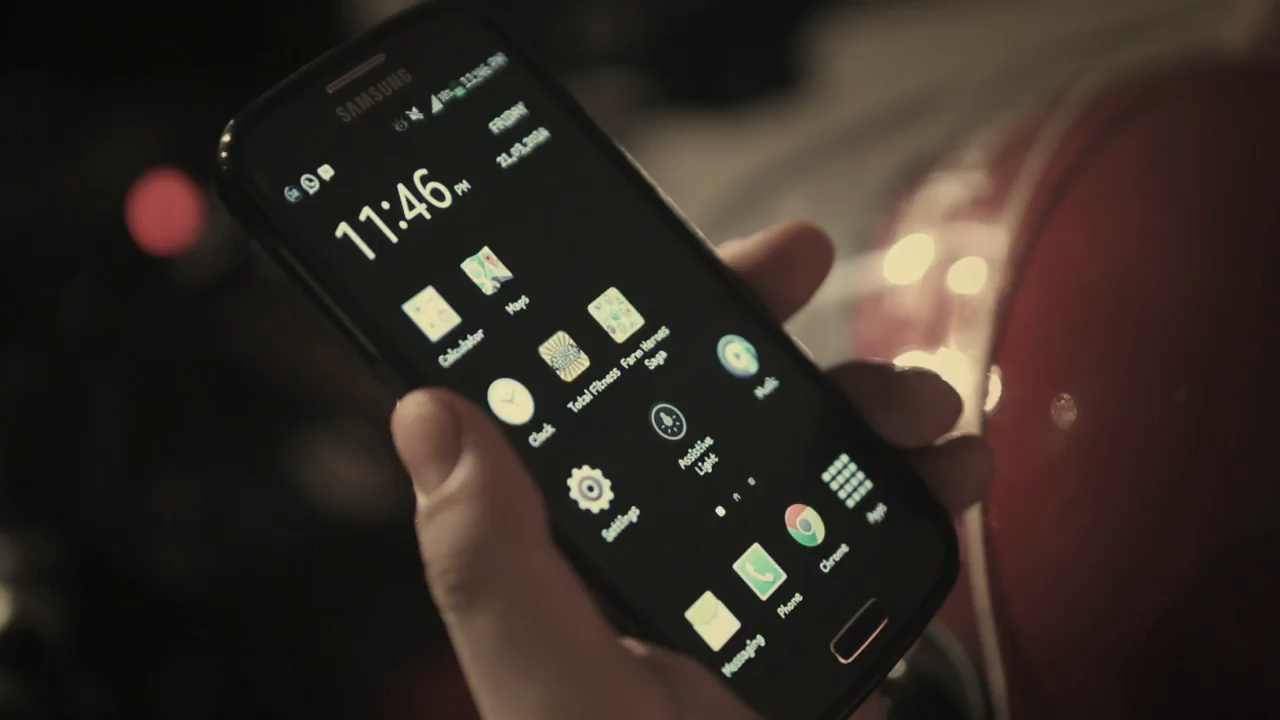 SAMSUNG
11:46 PM
FRIDAY
Calculator
Maps
Clock
Total Fitness
Farm Heroes
Saga
Settings
Assistive
Light
Music
Messaging
Phone
Chrome
Apps